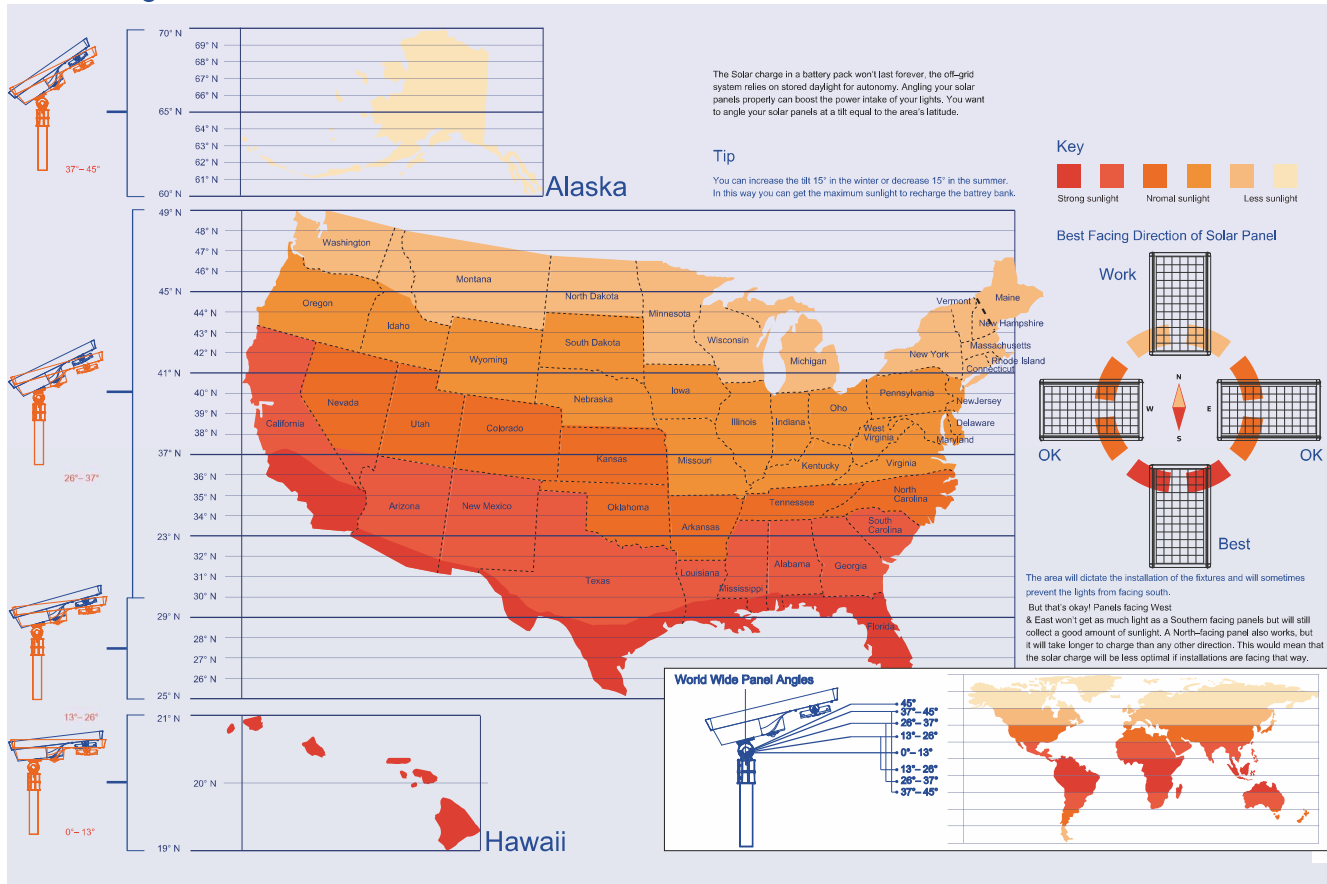 70° N
69° N
68° N
67° N
66° N
65° N
64° N
63° N
62° N
61° N
60° N
37°– 45°
Alaska
The Solar charge in a battery pack won't last forever, the off–grid
system relies on stored daylight for autonomy. Angling your solar
panels properly can boost the power intake of your lights. You want
to angle your solar panels at a tilt equal to the area's latitude.
Tip
You can increase the tilt 15° in the winter or decrease 15° in the summer.
In this way you can get the maximum sunlight to recharge the battrey bank.
Key
Strong sunlight
Nromal sunlight
Less sunlight
49° N
48° N
47° N
46° N
45° N
44° N
43° N
42° N
41° N
40° N
39° N
38° N
37° N
36° N
35° N
34° N
23° N
32° N
31° N
30° N
29° N
28° N
27° N
26° N
25° N
26°– 37°
13°– 26°
Washington
Montana
North Dakota
Minnesota
Oregon
Idaho
Wyoming
South Dakota
Wisconsin
Michigan
Vermont
Maine
New Hampshire
Massachusetts
New York
Rhode Island
Connecticut
Nevada
Utah
Colorado
Nebraska
Iowa
Illinois
Indiana
Oho
Pennsylvania
NewJersey
Delaware
Maryland
West
Virginia
California
Kansas
Missouri
Kentucky
Virginia
Arizona
New Mexico
Oklahoma
Arkansas
Tennessee
North
Carolina
South
Carolina
Texas
Louisiana
Mississippi
Alabama
Georgia
Florida
Best Facing Direction of Solar Panel
Work
N
W
E
S
OK
OK
Best
The area will dictate the installation of the fixtures and will sometimes
prevent the lights from facing south.
But that's okay! Panels facing West
& East won't get as much light as a Southern facing panels but will still
collect a good amount of sunlight. A North–facing panel also works, but
it will take longer to charge than any other direction. This would mean that
the solar charge will be less optimal if installations are facing that way.
21° N
20° N
19° N
0°– 13°
Hawaii
World Wide Panel Angles
45°
37°– 45°
26°– 37°
13°– 26°
0°– 13°
13°– 26°
26°– 37°
37°– 45°